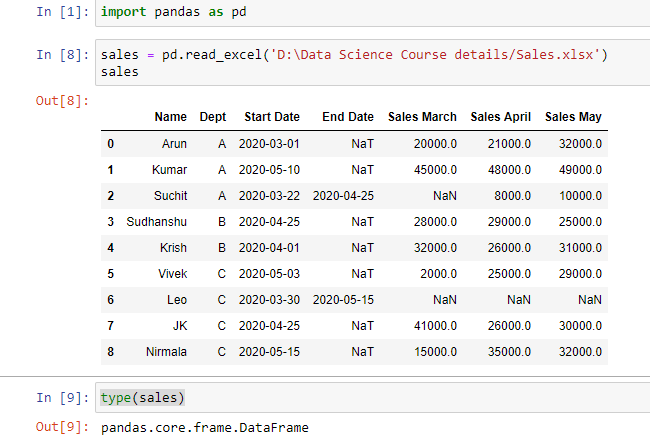 In [1]: import pandas as pd
In [8]: sales = pd.read_excel('D:\Data Science Course details/Sales.xlsx')
sales
Out[8]:
Name Dept Start Date End Date Sales March Sales April Sales May
0 Arun A 2020-03-01 NaT 20000.0 21000.0 32000.0
1 Kumar A 2020-05-10 NaT 45000.0 48000.0 49000.0
2 Suchit A 2020-03-22 2020-04-25 NaN 8000.0 10000.0
3 Sudhanshu B 2020-04-25 NaT 28000.0 29000.0 25000.0
4 Krish B 2020-04-01 NaT 32000.0 26000.0 31000.0
5 Vivek C 2020-05-03 NaT 2000.0 25000.0 29000.0
6 Leo C 2020-03-30 2020-05-15 NaN NaN NaN
7 JK C 2020-04-25 NaT 41000.0 26000.0 30000.0
8 Nirmala C 2020-05-15 NaT 15000.0 35000.0 32000.0
In [9]: type(sales)
Out[9]: pandas.core.frame.DataFrame